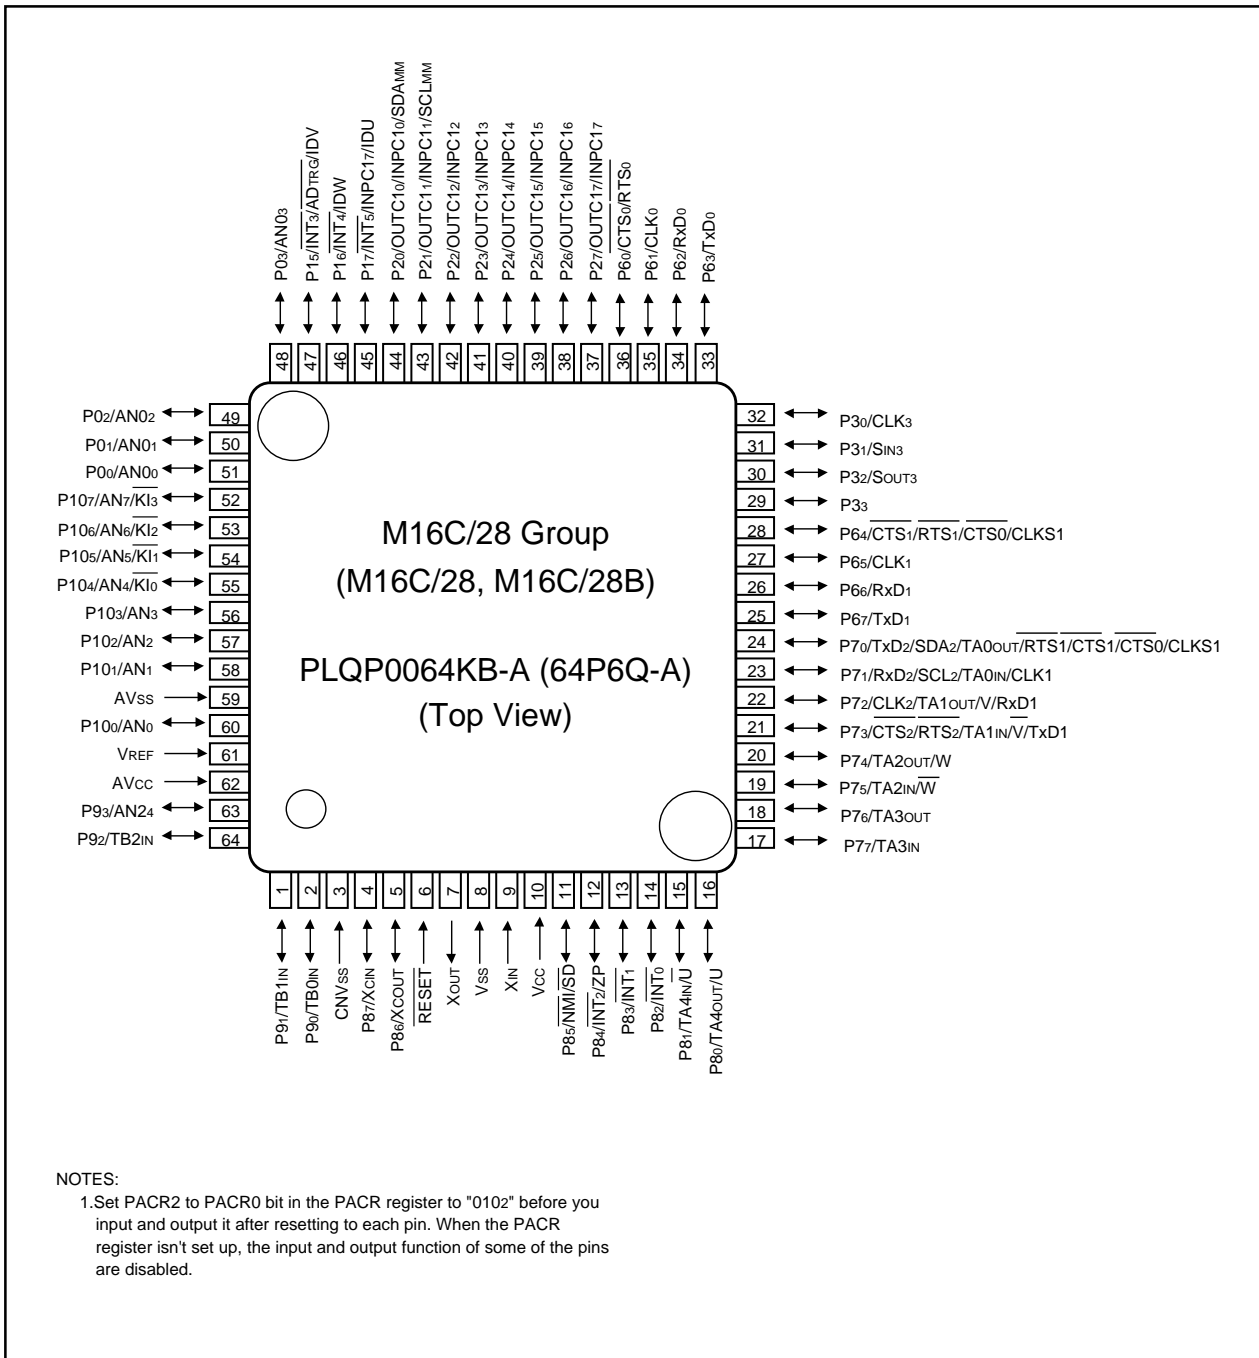 P03/AN03
P15/INT3/ADTRG/IDV
P16/INT4/IDW
P17/INT5/INPC17/IDU
P20/OUTC10/INPC10/SDAMM
P21/OUTC11/INPC11/SCLMM
P22/OUTC12/INPC12
P23/OUTC13/INPC13
P24/OUTC14/INPC14
P25/OUTC15/INPC15
P26/OUTC16/INPC16
P27/OUTC17/INPC17
P60/CTS0/RTS0
P61/CLK0
P62/RxD0
P63/TxD0
48 47 46 45 44 43 42 41 40 39 38 37 36 35 34 33
P02/AN02 49
P01/AN01 50
P00/AN00 51
P107/AN7/KI3 52
P106/AN6/KI2 53
P105/AN5/KI1 54
P104/AN4/KI0 55
P103/AN3 56
P102/AN2 57
P101/AN1 58
AVSS 59
P100/AN0 60
VREF 61
AVCC 62
P93/AN24 63
P92/TB2IN 64
M16C/28 Group
(M16C/28, M16C/28B)
PLQP0064KB-A (64P6Q-A)
(Top View)
32 P30/CLK3
31 P31/SIN3
30 P32/SOUT3
29 P33
28 P64/CTS1/RTS1/CTS0/CLKS1
27 P65/CLK1
26 P66/RxD1
25 P67/TxD1
24 P70/TxD2/SDA2/TA0OUT/RTS1/CTS1/CTS0/CLKS1
23 P71/RxD2/SCL2/TA0IN/CLK1
22 P72/CLK2/TA1OUT/V/RxD1
21 P73/CTS2/RTS2/TA1IN/V/TxD1
20 P74/TA2OUT/W
19 P75/TA2IN/W
18 P76/TA3OUT
17 P77/TA3IN
1 2 3 4 5 6 7 8 9 10 11 12 13 14 15 16
P91/TB1IN
P90/TB0IN
CNVSS
P87/XCIN
P86/XCOUT
RESET
XOUT
VSS
XIN
VCC
P85/NMI/SD
P84/INT2/ZP
P83/INT1
P82/INT0
P81/TA4IN/U
P80/TA4OUT/U
NOTES:
1.Set PACR2 to PACR0 bit in the PACR register to "0102" before you
input and output it after resetting to each pin. When the PACR
register isn't set up, the input and output function of some of the pins
are disabled.